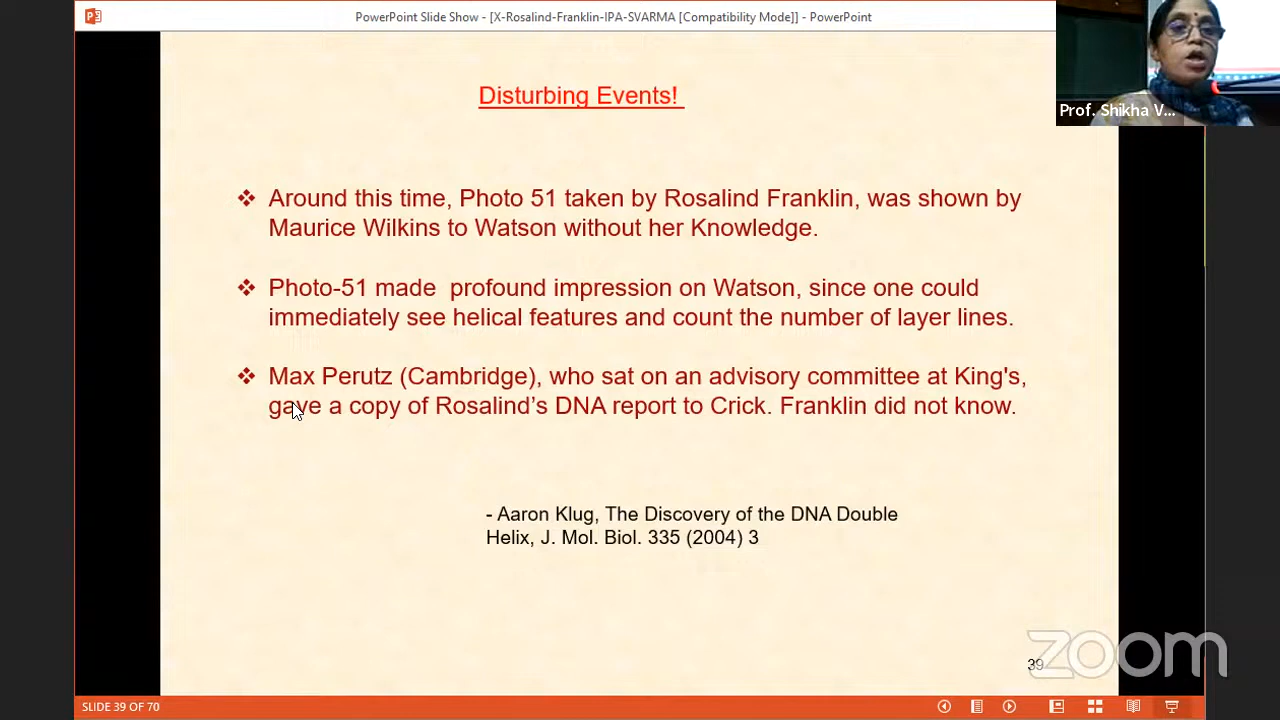 PowerPoint Slide Show - [X-Rosalind-Franklin-IPA-SVARMA [Compatibility Mode]] - PowerPoint
Prof. Shikha V...
Disturbing Events!
❖ Around this time, Photo 51 taken by Rosalind Franklin, was shown by
Maurice Wilkins to Watson without her Knowledge.
❖ Photo-51 made profound impression on Watson, since one could
immediately see helical features and count the number of layer lines.
❖ Max Perutz (Cambridge), who sat on an advisory committee at King's,
gave a copy of Rosalind’s DNA report to Crick. Franklin did not know.
- Aaron Klug, The Discovery of the DNA Double
Helix, J. Mol. Biol. 335 (2004) 3
39
zoom
SLIDE 39 OF 70